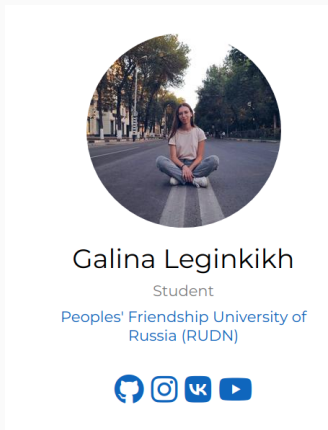 Galina Leginkikh
Student
Peoples' Friendship University of
Russia (RUDN)